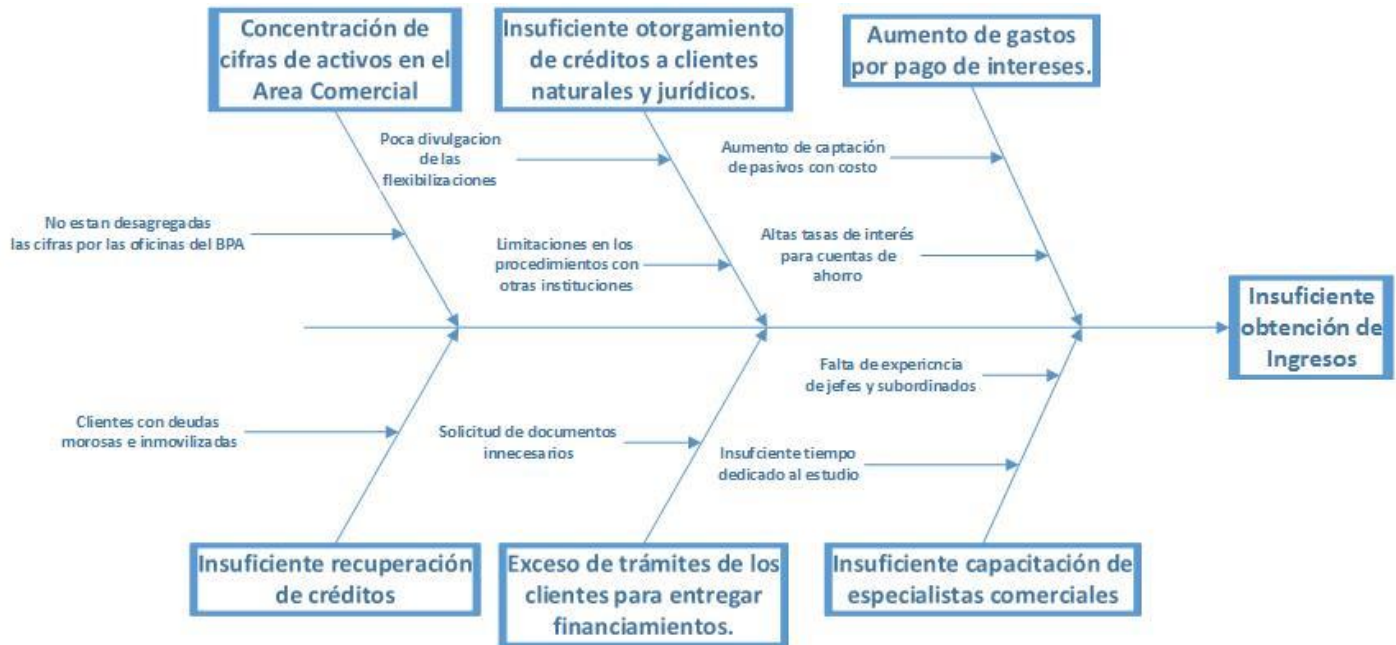 Concentración de
cifras de activos en el
Area Comercial
Insuficiente otorgamiento
de créditos a clientes
naturales y jurídicos.
Aumento de gastos
por pago de intereses.
Poca divulgacion
de las
flexibilizaciones
Aumento de captación
de pasivos con costo
No estan desagregadas
las cifras por las oficinas del BPA
Limitaciones en los
procedimientos con
otras instituciones
Altas tasas de interés
para cuentas de
ahorro
Insuficiente
obtención de
Ingresos
Falta de expericncia
de jefes y subordinados
Clientes con deudas
morosas e inmovilizadas
Solicitud de documentos
innecesarios
Insufciente tiempo
dedicado al estudio
Insuficiente recuperación
de créditos
Exceso de trámites de los
clientes para entregar
financiamientos.
Insuficiente capacitación de
especialistas comerciales